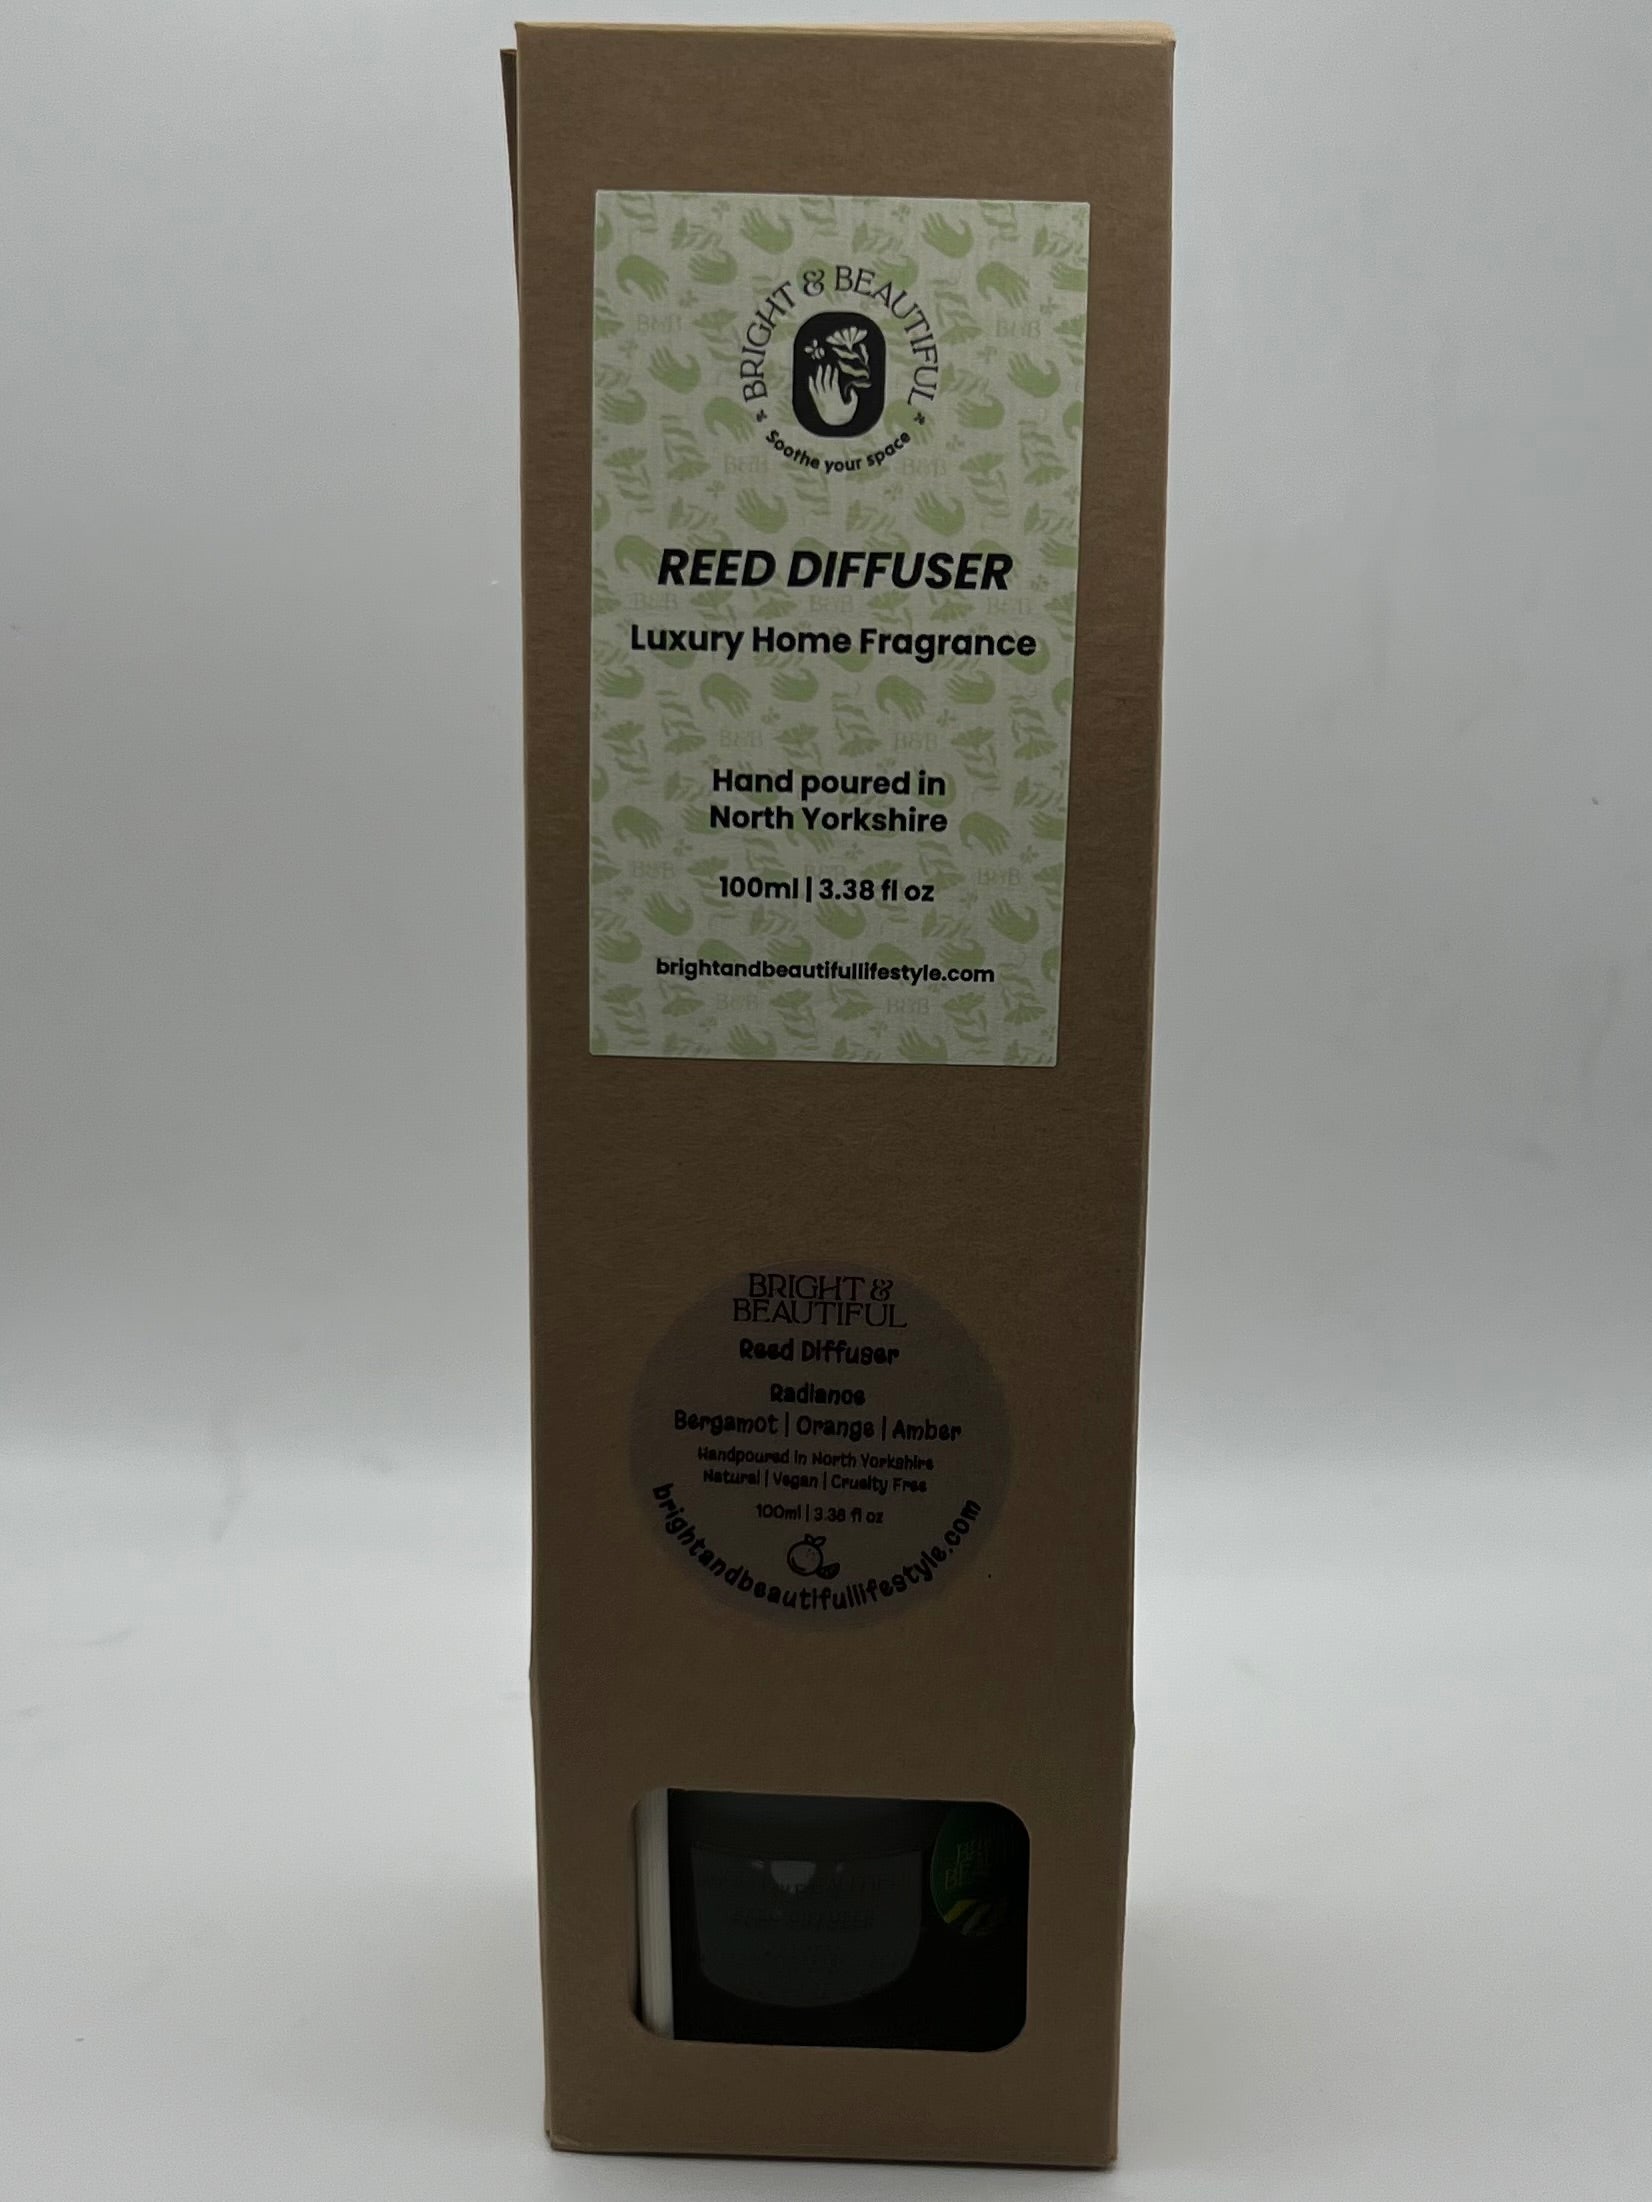 BRIGHT & BEAUTIFUL
Soothe your space
REED DIFFUSER
Luxury Home Fragrance
Hand poured in
North Yorkshire
100ml | 3.38 fl oz
brightandbeautifullifestyle.com
BRIGHT &
BEAUTIFUL
Reed Diffuser
Radiance
Bergamot | Orange | Amber
Handpoured in North Yorkshire
Natural | Vegan | Cruelty Free
100ml | 3.38 fl oz
brightandbeautifullifestyle.com